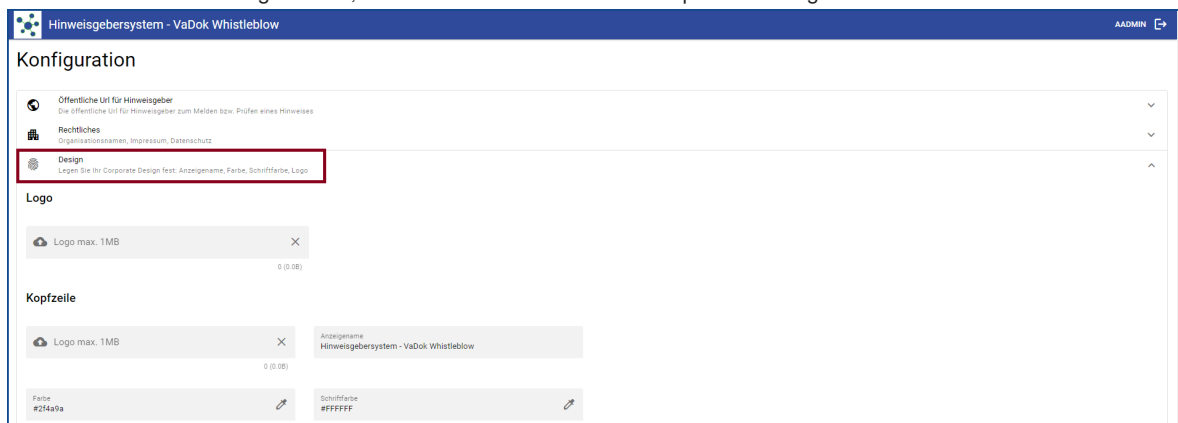 Hinweisgebersystem - VaDok Whistleblow
AADMIN
Konfiguration
Öffentliche Url für Hinweisgeber
Die öffentliche Url für Hinweisgeber zum Melden bzw. Prüfen eines Hinweises
Rechtliches
Organisationsnamen, Impressum, Datenschutz
Design
Legen Sie Ihr Corporate Design fest: Anzeigename, Farbe, Schriftfarbe, Logo
Logo
Logo max. 1MB
0 (0.0B)
Kopfzeile
Logo max. 1MB
0 (0.0B)
Anzeigename
Hinweisgebersystem - VaDok Whistleblow
Farbe
#2f4a9a
Schriftfarbe
#FFFFFF